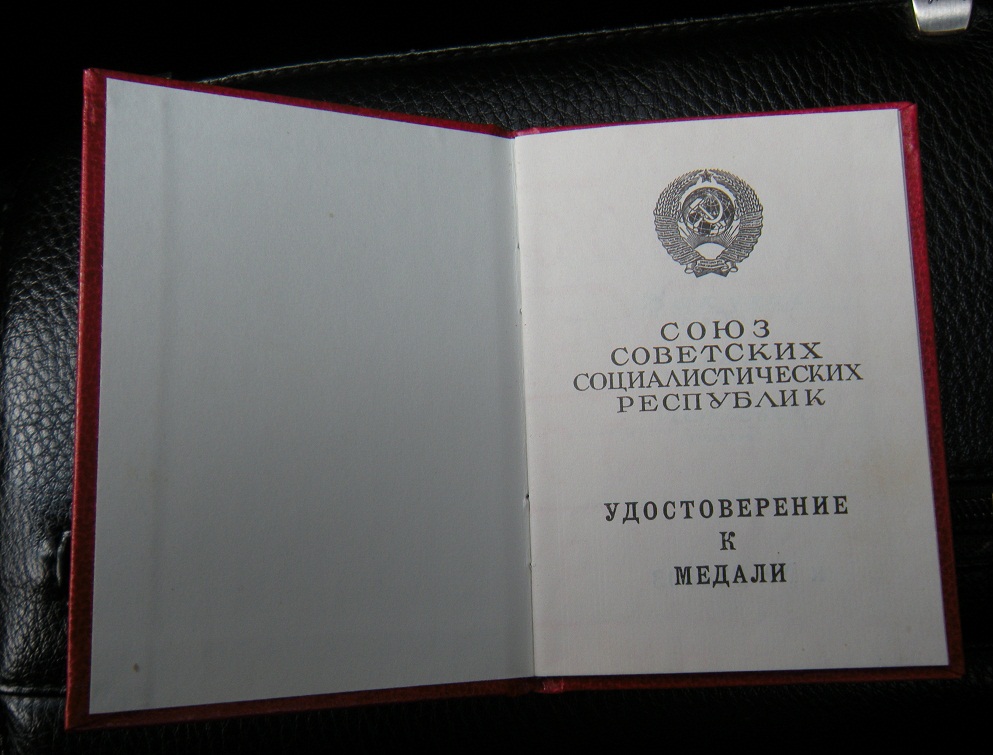 СОЮЗ
СОВЕТСКИХ
СОЦИАЛИСТИЧЕСКИХ
РЕСПУБЛИК
УДОСТОВЕРЕНИЕ
К
МЕДАЛИ